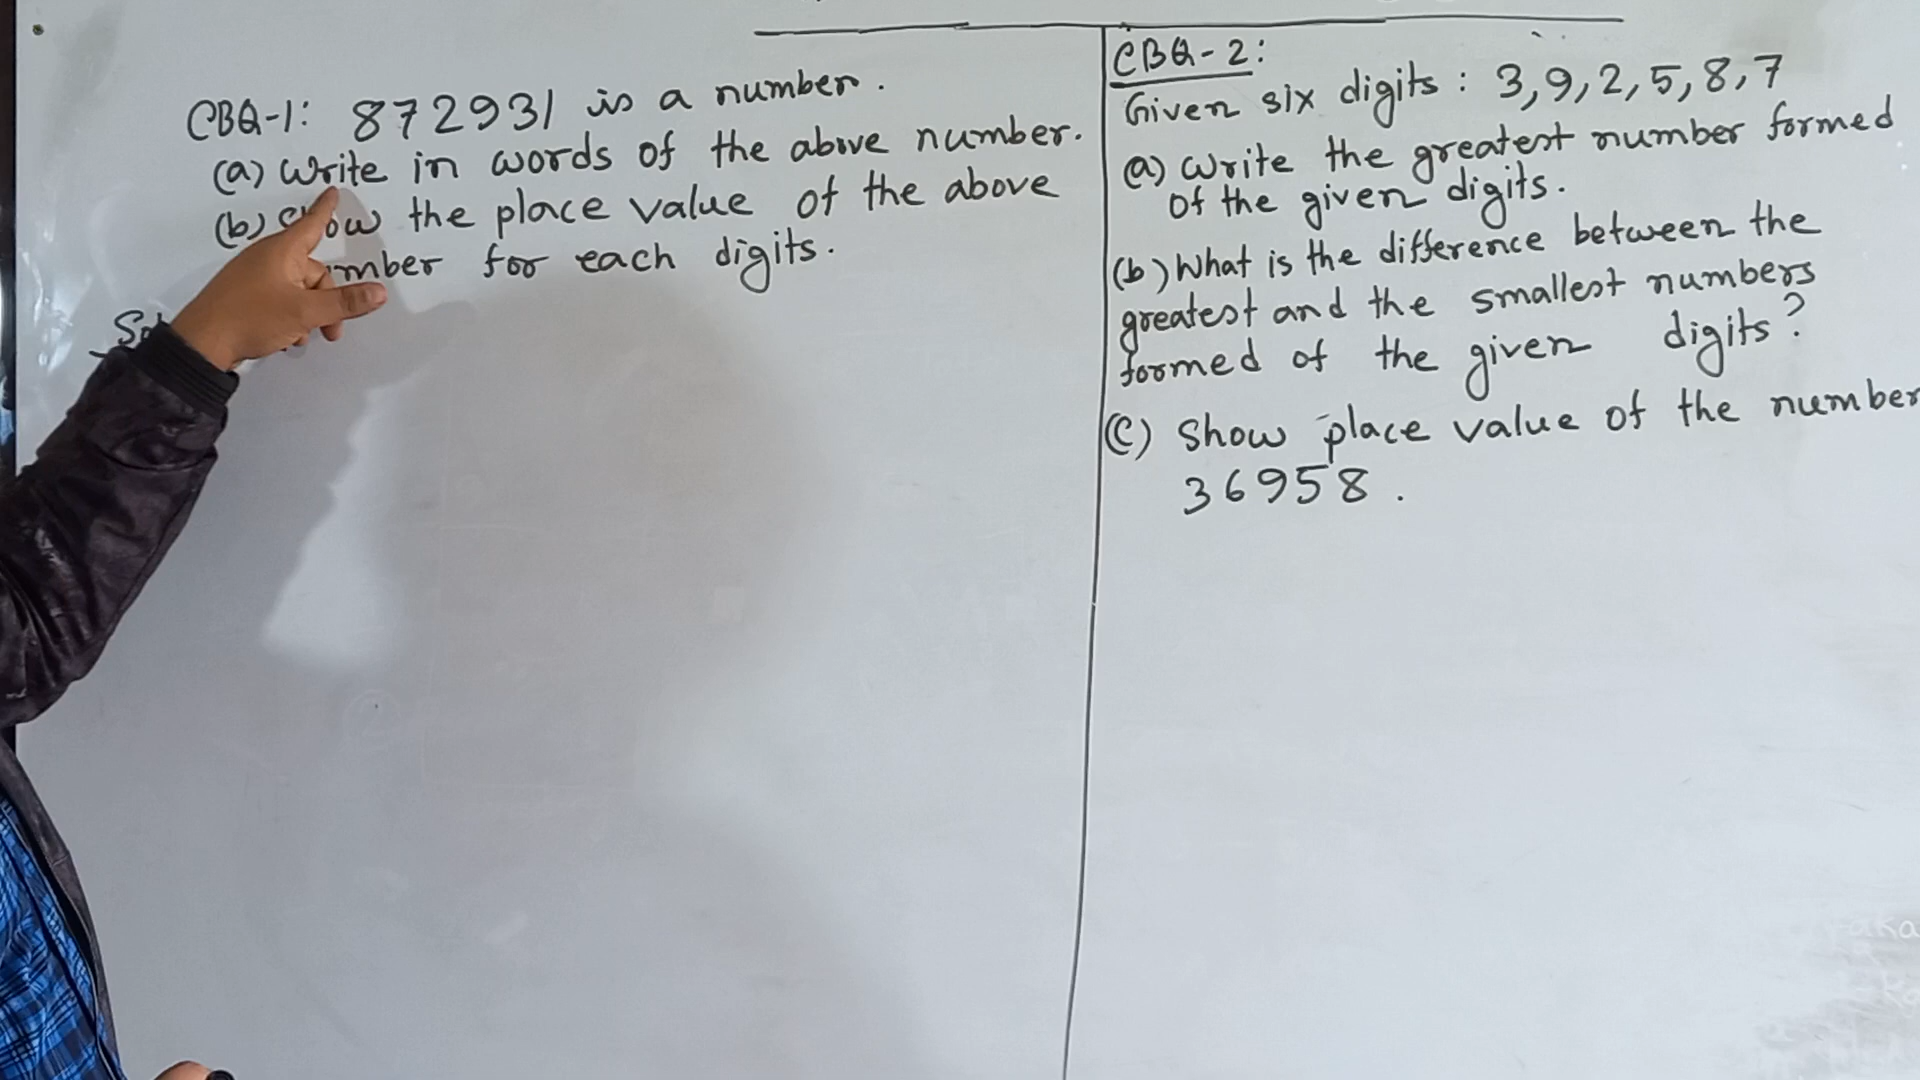 CBQ-1: 872931 is a number.
(a) Write in words of the above number.
(b) Show the place value of the above
for each digits.
CBQ-2:
Given six digits: 3,9,2,5,8,7
(a) Write the greatest number formed
of the given digits.
(b) What is the difference between the
greatest and the smallest numbers
formed of the given digits?
(C) Show place value of the number
36958.